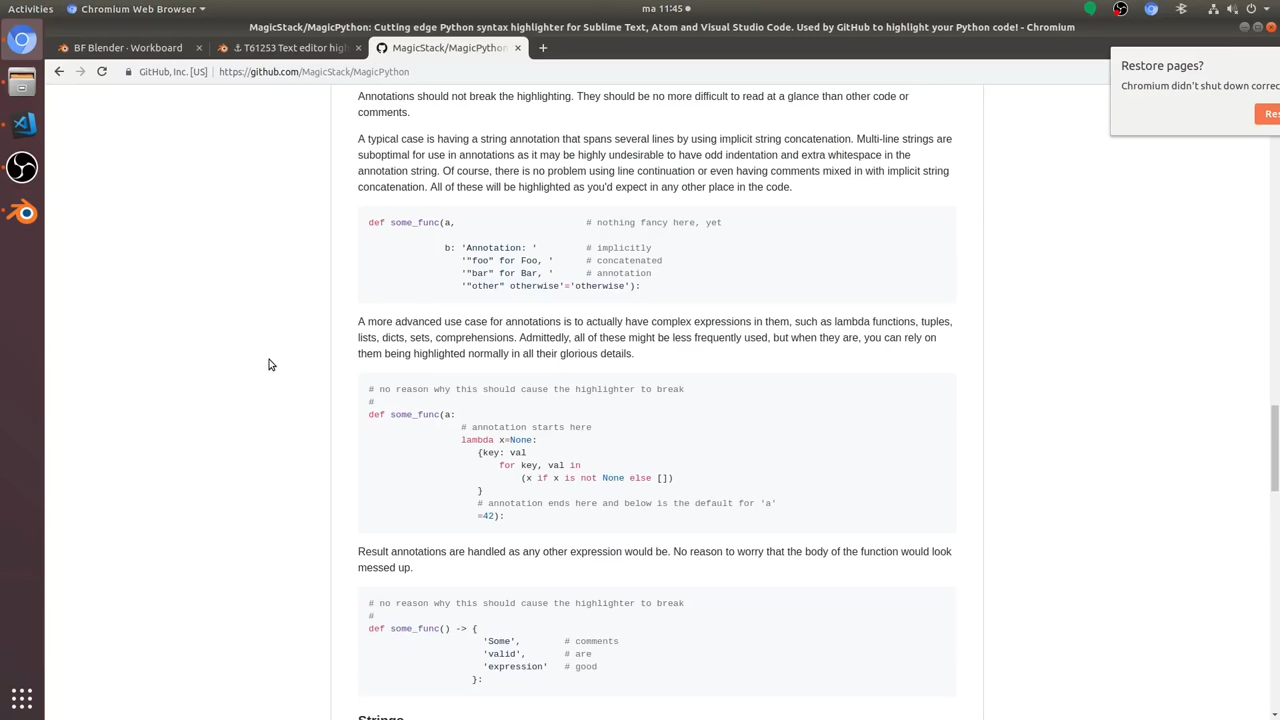 Activities
Chromium Web Browser
ma 11:45
MagicStack/MagicPython: Cutting edge Python syntax highlighter for Sublime Text, Atom and Visual Studio Code. Used by GitHub to highlight your Python code! - Chromium
BF Blender · Workboard
T61253 Text editor high
MagicStack/MagicPython
GitHub, Inc. [US]
https://github.com/MagicStack/MagicPython
Restore pages?
Chromium didn't shut down correc
Res
Annotations should not break the highlighting. They should be no more difficult to read at a glance than other code or
comments.
A typical case is having a string annotation that spans several lines by using implicit string concatenation. Multi-line strings are
suboptimal for use in annotations as it may be highly undesirable to have odd indentation and extra whitespace in the
annotation string. Of course, there is no problem using line continuation or even having comments mixed in with implicit string
concatenation. All of these will be highlighted as you'd expect in any other place in the code.
def some_func(a, # nothing fancy here, yet
b: 'Annotation: ' # implicitly
'"foo" for Foo, ' # concatenated
'"bar" for Bar, ' # annotation
'"other" otherwise'='otherwise'):
A more advanced use case for annotations is to actually have complex expressions in them, such as lambda functions, tuples,
lists, dicts, sets, comprehensions. Admittedly, all of these might be less frequently used, but when they are, you can rely on
them being highlighted normally in all their glorious details.
# no reason why this should cause the highlighter to break
#
def some_func(a:
# annotation starts here
lambda x=None:
{key: val
for key, val in
(x if x is not None else [])
}
# annotation ends here and below is the default for 'a'
=42):
Result annotations are handled as any other expression would be. No reason to worry that the body of the function would look
messed up.
# no reason why this should cause the highlighter to break
#
def some_func() -> {
'Some', # comments
'valid', # are
'expression' # good
}:
Strings